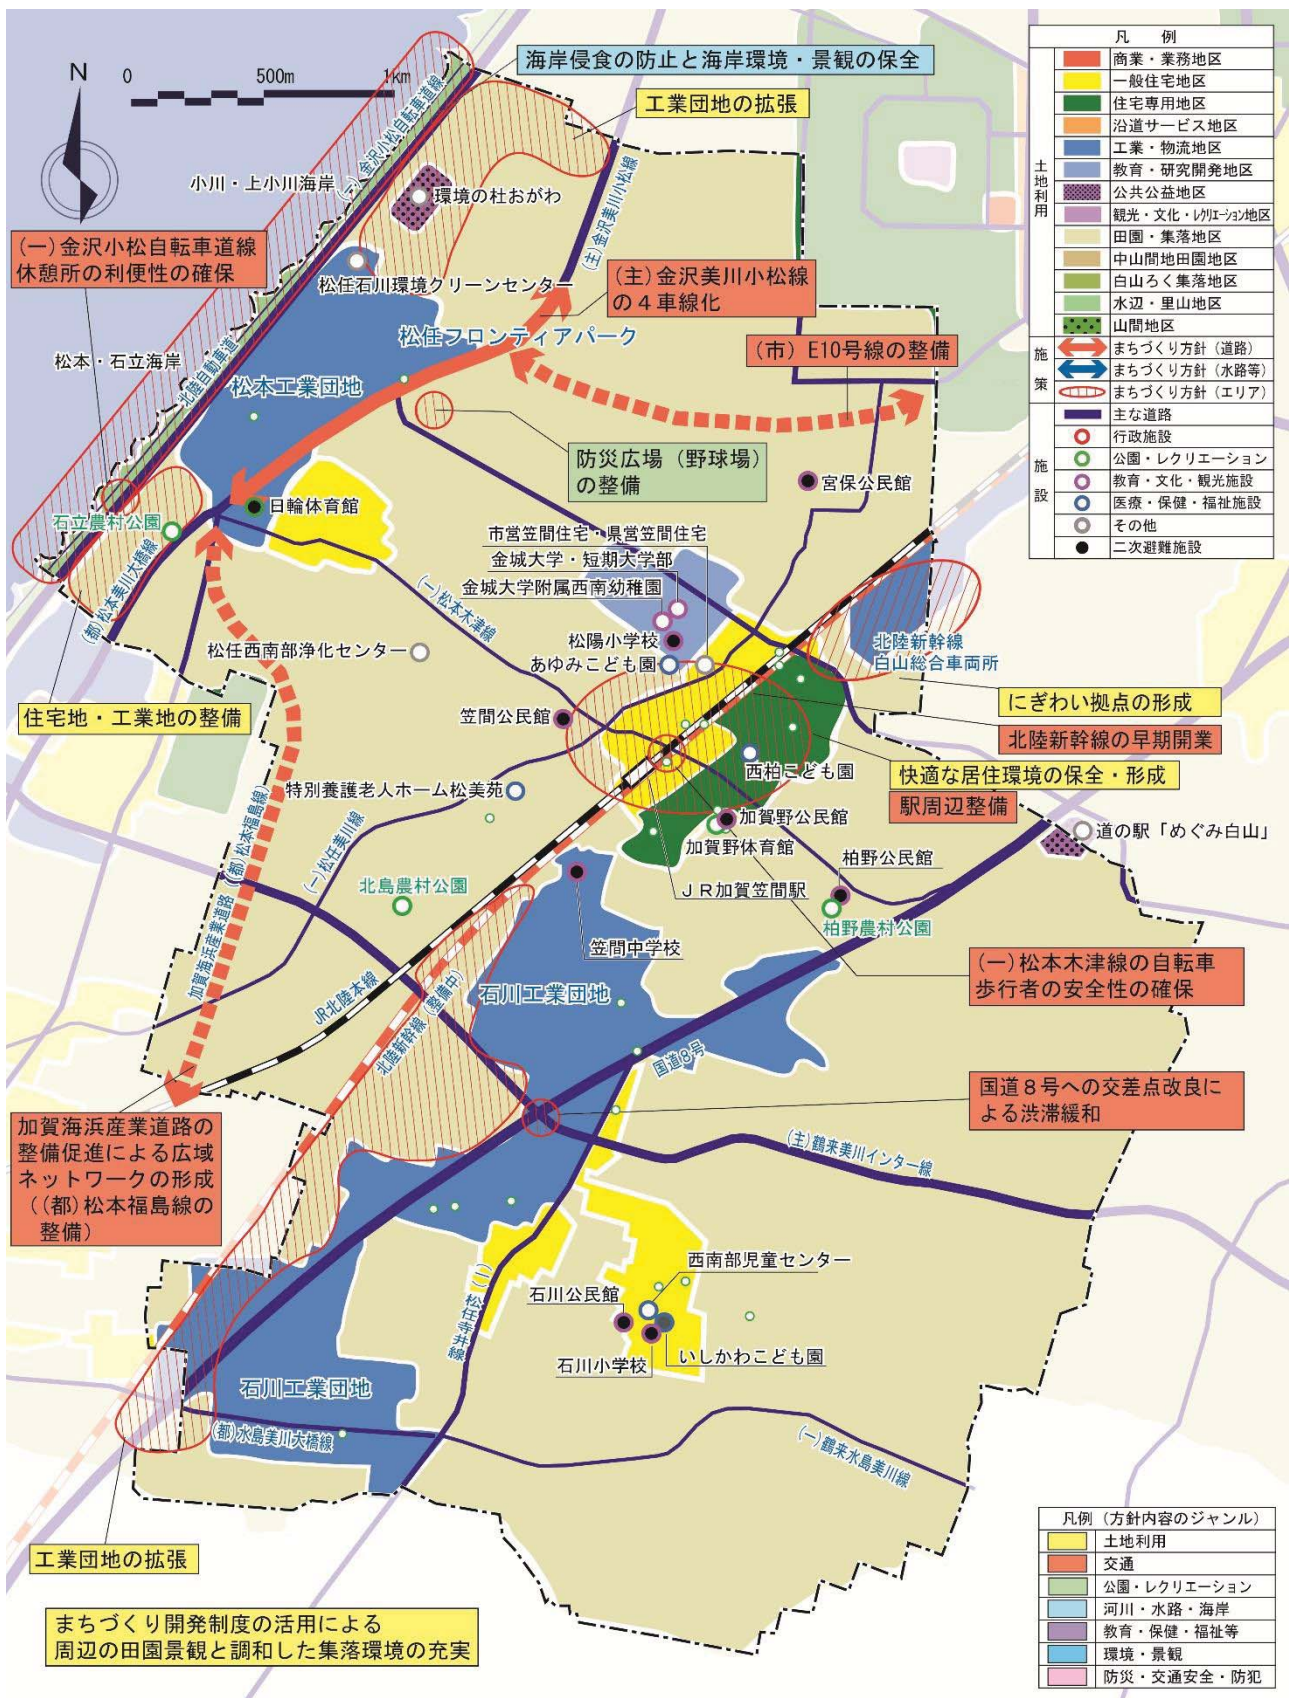 N
0
500m
1km
海岸侵食の防止と海岸環境・景観の保全
工業団地の拡張
(一)金沢小松自転車道線
小川・上小川海岸
環境の杜おがわ
(主)金沢美川小松線
(一)金沢小松自転車道線
休憩所の利便性の確保
松任石川環境クリーンセンター
(主)金沢美川小松線
の4車線化
松任フロンティアパーク
(市)E10号線の整備
松本・石立海岸
北陸自動車道
松本工業団地
防災広場(野球場)
の整備
宮保公民館
日輪体育館
石立農村公園
市営笠間住宅・県営笠間住宅
金城大学・短期大学部
金城大学附属西南幼稚園
(都)松本美川大橋線
(一)松本木津線
松陽小学校
あゆみこども園
松任西南部浄化センター
北陸新幹線
白山総合車両所
にぎわい拠点の形成
住宅地・工業地の整備
笠間公民館
北陸新幹線の早期開業
西柏こども園
快適な居住環境の保全・形成
特別養護老人ホーム松美苑
駅周辺整備
加賀野公民館
道の駅「めぐみ白山」
加賀野体育館
柏野公民館
(一)松任美川線
加賀海浜産業道路((都)松本福島線)
北島農村公園
JR加賀笠間駅
柏野農村公園
笠間中学校
(一)松本木津線の自転車
歩行者の安全性の確保
石川工業団地
JR北陸本線
北陸新幹線(整備中)
国道8号
国道8号への交差点改良に
よる渋滞緩和
加賀海浜産業道路の
整備促進による広域
ネットワークの形成
((都)松本福島線の
整備)
(主)鶴来美川インター線
西南部児童センター
石川公民館
(一)松任寺井線
石川小学校
いしかわこども園
石川工業団地
(都)水島美川大橋線
(一)鶴来水島美川線
工業団地の拡張
まちづくり開発制度の活用による
周辺の田園景観と調和した集落環境の充実
凡 例
土地利用
商業・業務地区
一般住宅地区
住宅専用地区
沿道サービス地区
工業・物流地区
教育・研究開発地区
公共公益地区
観光・文化・レクリエーション地区
田園・集落地区
中山間地田園地区
白山ろく集落地区
水辺・里山地区
山間地区
施策
まちづくり方針(道路)
まちづくり方針(水路等)
まちづくり方針(エリア)
施設
主な道路
行政施設
公園・レクリエーション
教育・文化・観光施設
医療・保健・福祉施設
その他
二次避難施設
凡例(方針内容のジャンル)
土地利用
交通
公園・レクリエーション
河川・水路・海岸
教育・保健・福祉等
環境・景観
防災・交通安全・防犯